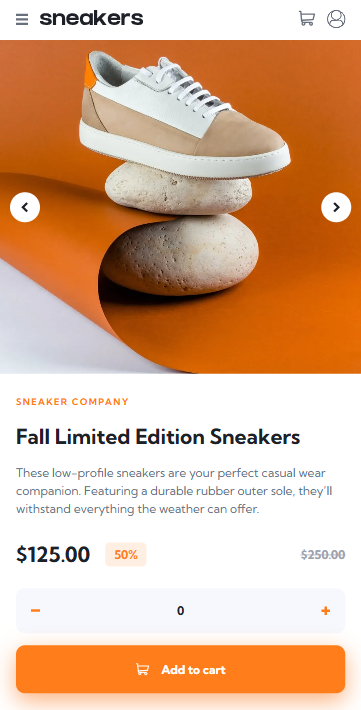 sneakers
SNEAKER COMPANY
Fall Limited Edition Sneakers
These low-profile sneakers are your perfect casual wear
companion. Featuring a durable rubber outer sole, they’ll
withstand everything the weather can offer.
$125.00 50% $250.00
− 0 +
Add to cart